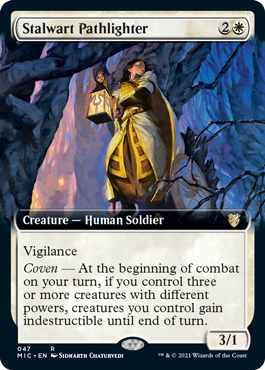 Stalwart Pathlighter 2
Creature — Human Soldier
Vigilance
Coven — At the beginning of combat
on your turn, if you control three
or more creatures with different
powers, creatures you control gain
indestructible until end of turn.
3/1
047 R
MIC • EN Sidharth Chaturvedi
™ & © 2021 Wizards of the Coast